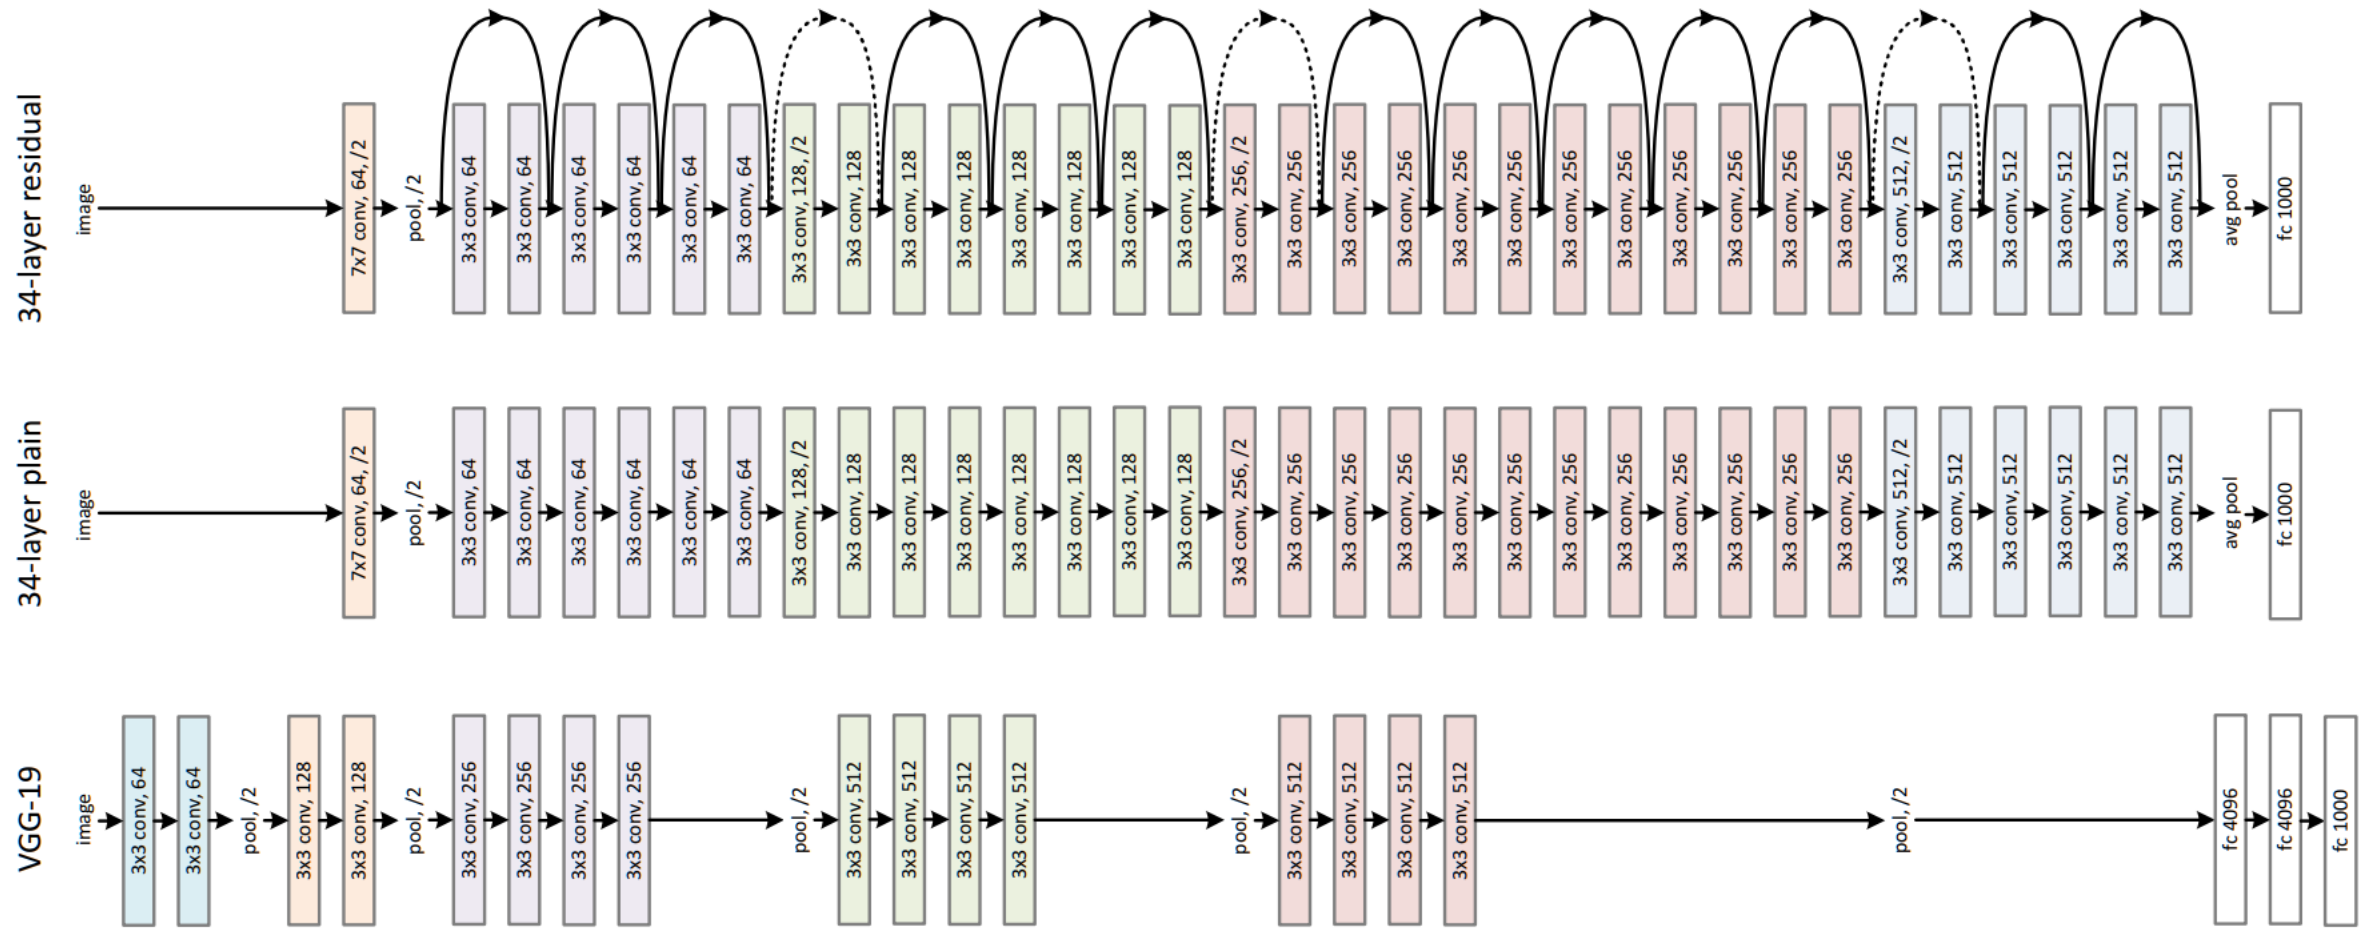 34-layer residual
image
7x7 conv, 64, /2
pool, /2
3x3 conv, 64
3x3 conv, 64
3x3 conv, 64
3x3 conv, 64
3x3 conv, 64
3x3 conv, 64
3x3 conv, 128, /2
3x3 conv, 128
3x3 conv, 128
3x3 conv, 128
3x3 conv, 128
3x3 conv, 128
3x3 conv, 128
3x3 conv, 128
3x3 conv, 256, /2
3x3 conv, 256
3x3 conv, 256
3x3 conv, 256
3x3 conv, 256
3x3 conv, 256
3x3 conv, 256
3x3 conv, 256
3x3 conv, 256
3x3 conv, 256
3x3 conv, 256
3x3 conv, 256
3x3 conv, 512, /2
3x3 conv, 512
3x3 conv, 512
3x3 conv, 512
3x3 conv, 512
3x3 conv, 512
avg pool
fc 1000
34-layer plain
image
7x7 conv, 64, /2
pool, /2
3x3 conv, 64
3x3 conv, 64
3x3 conv, 64
3x3 conv, 64
3x3 conv, 64
3x3 conv, 64
3x3 conv, 128, /2
3x3 conv, 128
3x3 conv, 128
3x3 conv, 128
3x3 conv, 128
3x3 conv, 128
3x3 conv, 128
3x3 conv, 128
3x3 conv, 256, /2
3x3 conv, 256
3x3 conv, 256
3x3 conv, 256
3x3 conv, 256
3x3 conv, 256
3x3 conv, 256
3x3 conv, 256
3x3 conv, 256
3x3 conv, 256
3x3 conv, 256
3x3 conv, 256
3x3 conv, 512, /2
3x3 conv, 512
3x3 conv, 512
3x3 conv, 512
3x3 conv, 512
3x3 conv, 512
avg pool
fc 1000
VGG-19
image
3x3 conv, 64
3x3 conv, 64
pool, /2
3x3 conv, 128
3x3 conv, 128
pool, /2
3x3 conv, 256
3x3 conv, 256
3x3 conv, 256
3x3 conv, 256
pool, /2
3x3 conv, 512
3x3 conv, 512
3x3 conv, 512
3x3 conv, 512
pool, /2
3x3 conv, 512
3x3 conv, 512
3x3 conv, 512
3x3 conv, 512
pool, /2
fc 4096
fc 4096
fc 1000